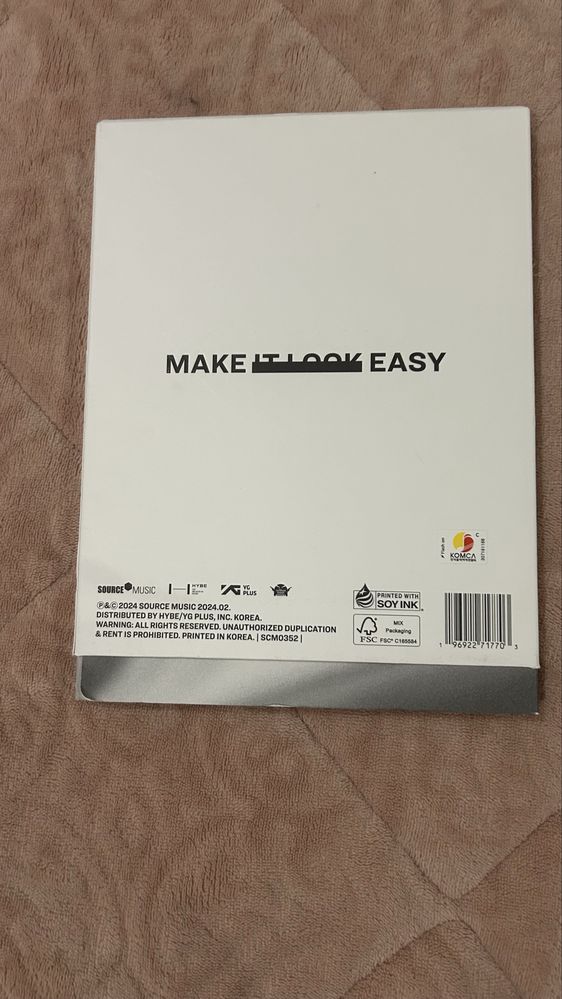 MAKE IT LOOK EASY
KOMCA
SOURCE MUSIC
HYBE
YG PLUS
℗&© 2024 SOURCE MUSIC 2024.02.
DISTRIBUTED BY HYBE/YG PLUS, INC. KOREA.
WARNING: ALL RIGHTS RESERVED. UNAUTHORIZED DUPLICATION
& RENT IS PROHIBITED. PRINTED IN KOREA. | SCM0352 |
PRINTED WITH
SOY INK
MIX
Packaging
FSC FSC® C165584
1 96922 71770 3